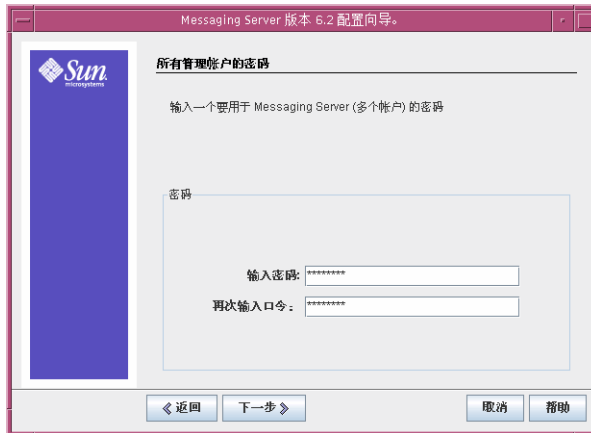 Messaging Server 版本 6.2 配置向导。
Sun
microsystems
所有管理帐户的密码
输入一个要用于 Messaging Server (多个帐户) 的密码
密码
输入密码: ********
再次输入口令： ********
《返回
下一步》
取消
帮助